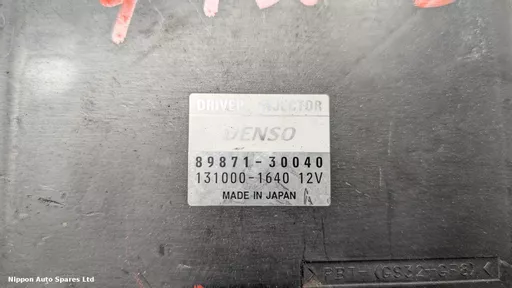 DRIVER INJECTOR
DENSO
89871-30040
131000-1640 12V
MADE IN JAPAN
Nippon Auto Spares Ltd